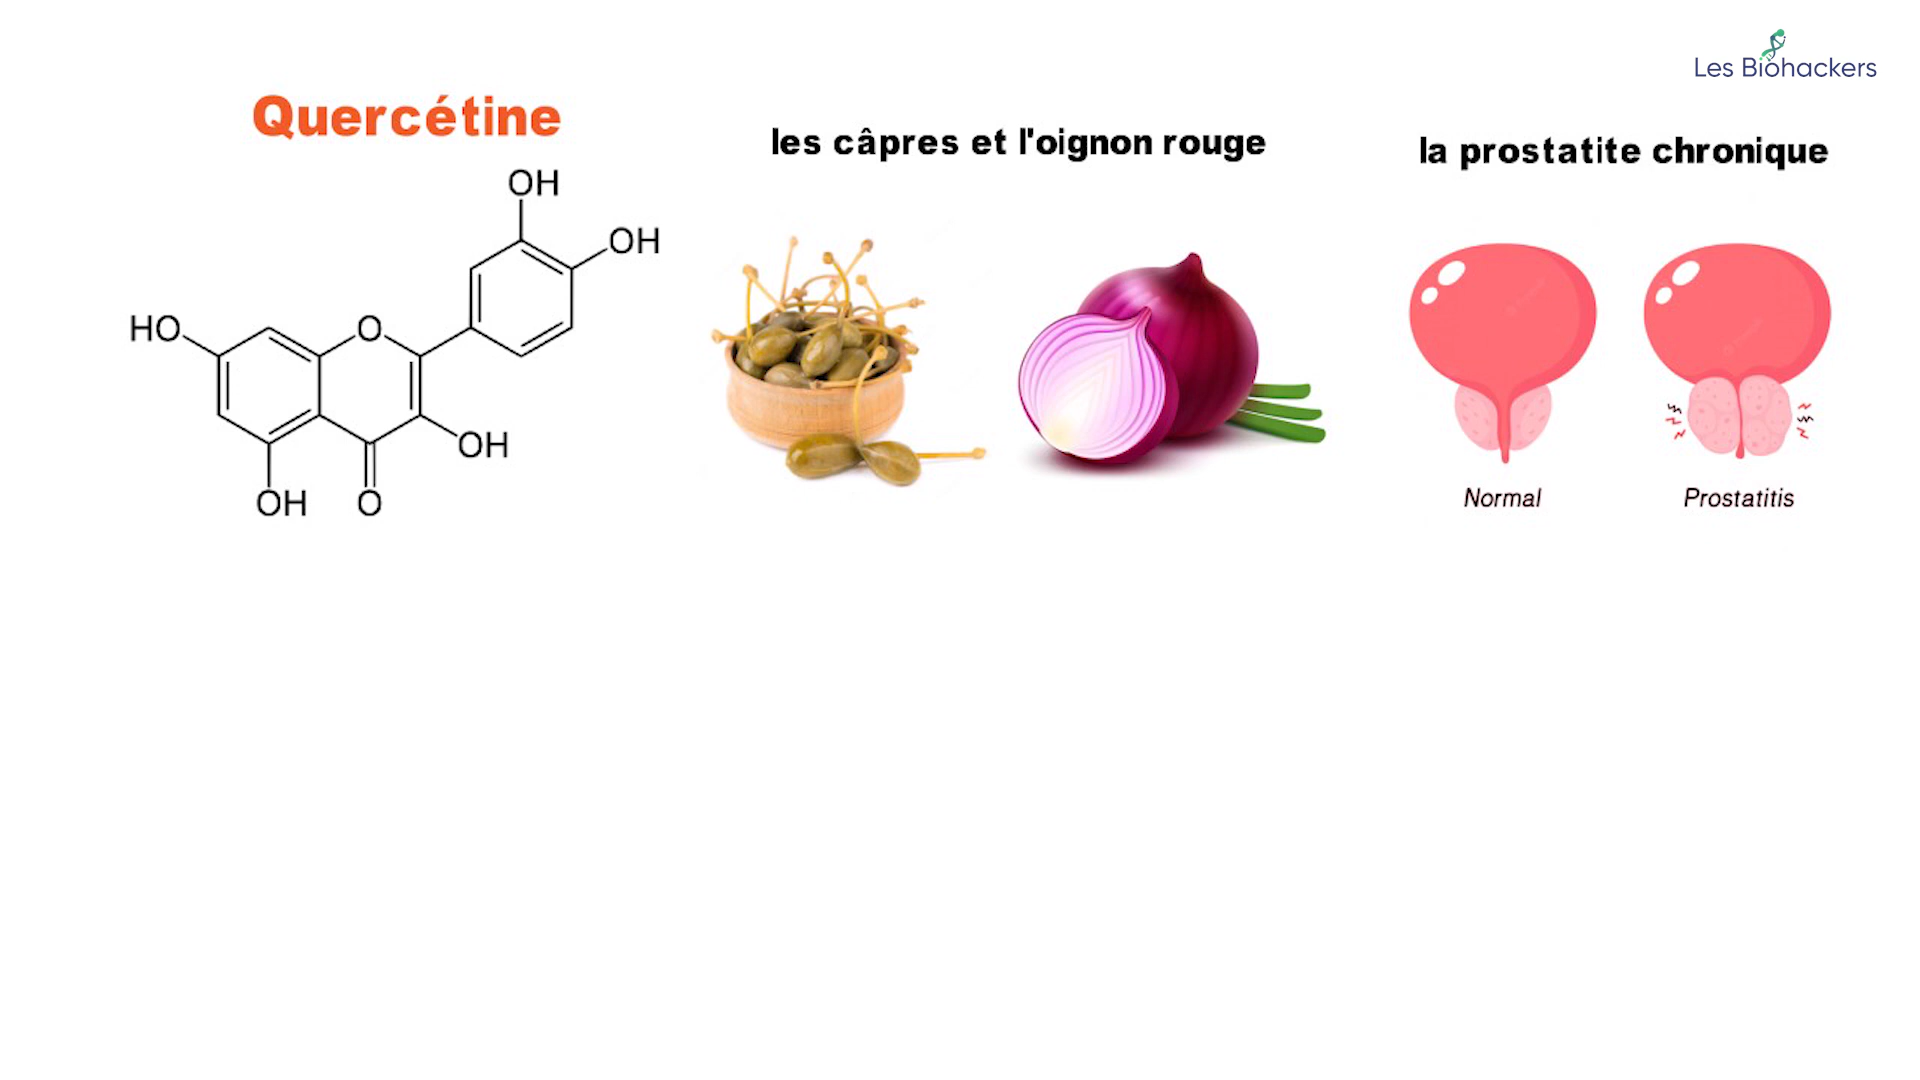 Les Biohackers
Quercétine
les câpres et l'oignon rouge
la prostatite chronique
OH
OH
HO
O
OH
OH
O
Normal
Prostatitis